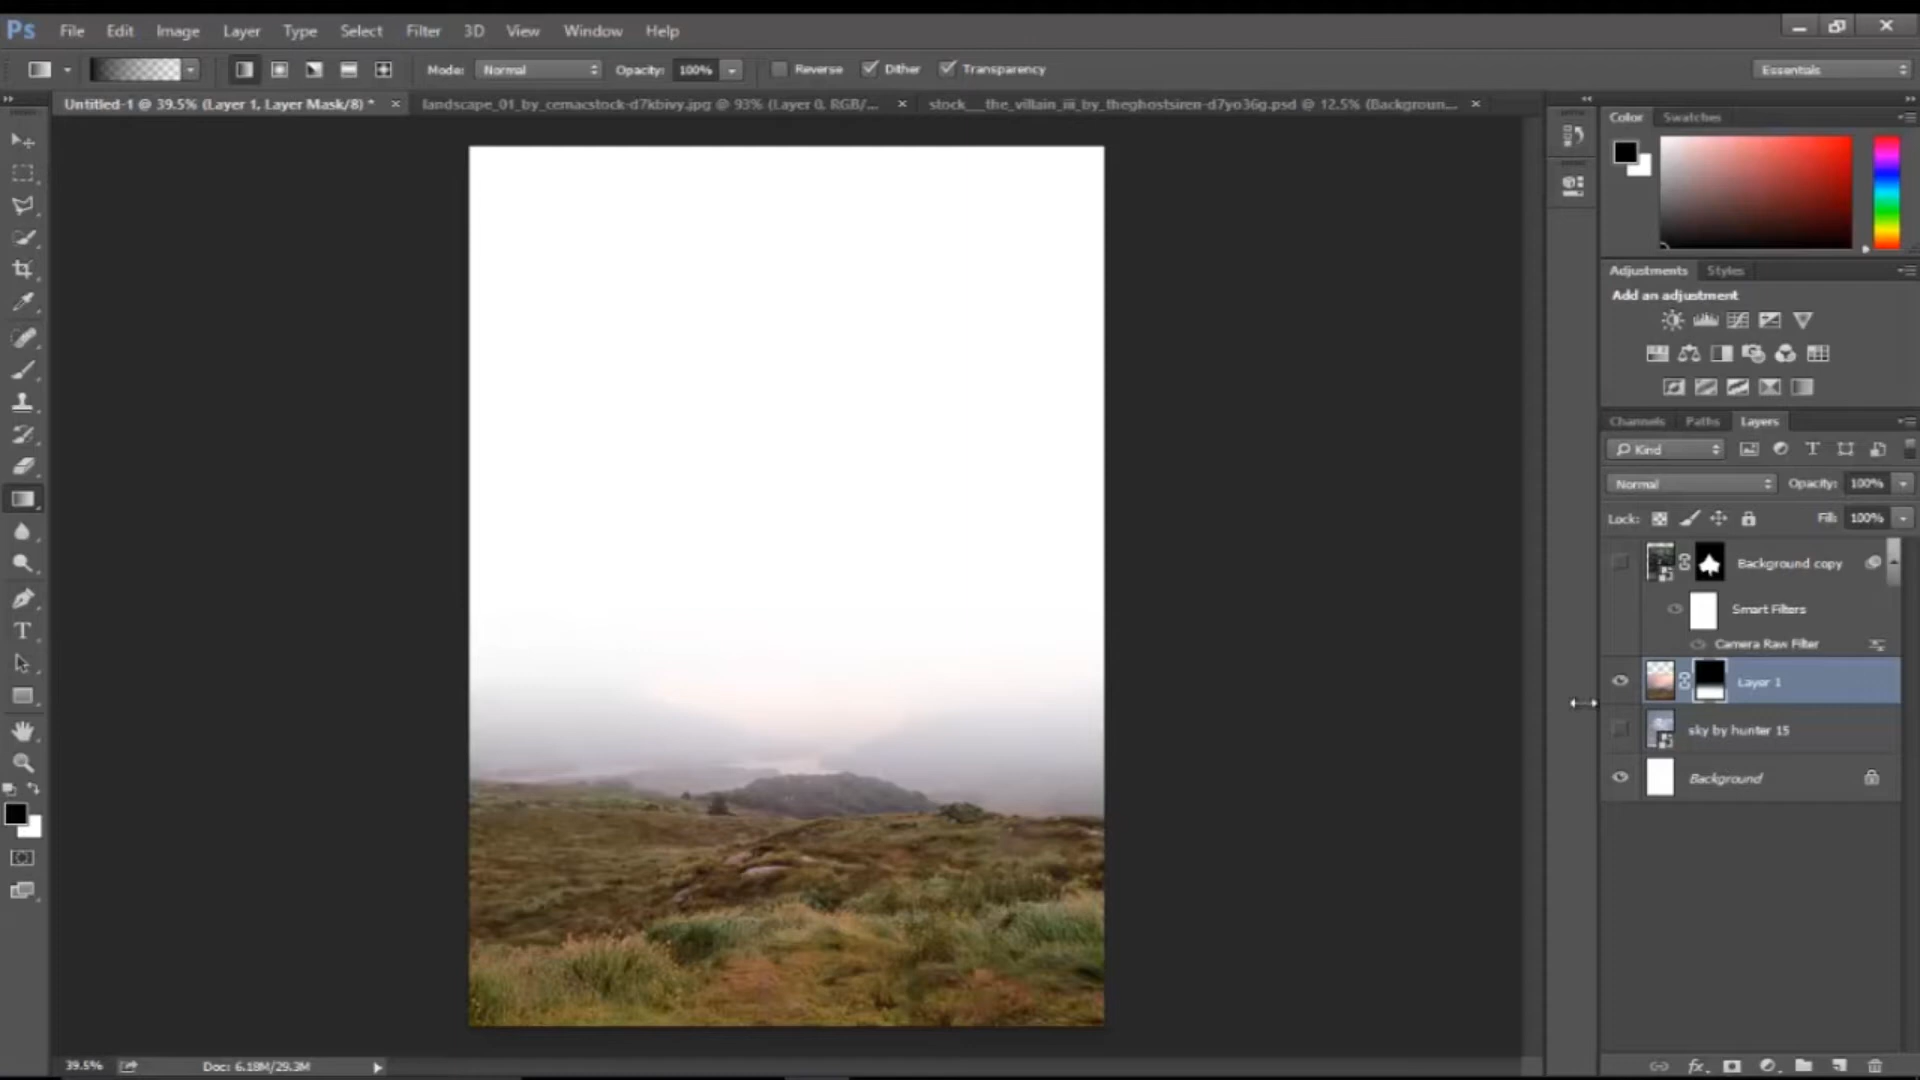 Ps File Edit Image Layer Type Select Filter 3D View Window Help
Mode: Normal Opacity: 100% Reverse Dither Transparency Essentials
Untitled-1 @ 39.5% (Layer 1, Layer Mask/8) * landscape_01_by_cemacstock-d7kbivy.jpg @ 93% (Layer 0, RGB/... stock__the_villain_iii_by_theghostsiren-d7yo36g.psd @ 12.5% (Backgroun...
Color Swatches
Adjustments Styles
Add an adjustment
Channels Paths Layers
Kind
Normal Opacity: 100%
Lock: Fill: 100%
Background copy
Smart Filters
Camera Raw Filter
Layer 1
sky by hunter 15
Background
39.5% Doc: 6.18M/29.3M